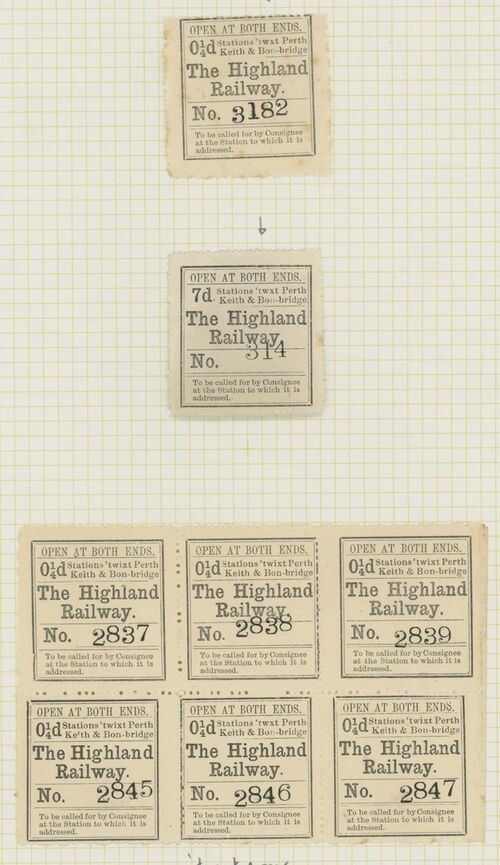 OPEN AT BOTH ENDS.
0¼d Stations 'twxt Perth
Keith & Bon-bridge
The Highland
Railway.
No. 3182
To be called for by Consignee
at the Station to which it is
addressed.
OPEN AT BOTH ENDS.
7d Stations 'twxt Perth
Keith & Bon-bridge
The Highland
Railway
No. 314
To be called for by Consignee
at the Station to which it is
addressed.
OPEN AT BOTH ENDS.
0¼d Stations 'twixt Perth
Keith & Bon-bridge
The Highland
Railway.
No. 2837
To be called for by Consignee
at the Station to which it is
addressed.
OPEN AT BOTH ENDS.
0¼d Stations 'twixt Perth
Keith & Bon-bridge
The Highland
Railway.
No. 2838
To be called for by Consignee
at the Station to which it is
addressed.
OPEN AT BOTH ENDS.
0¼d Stations 'twixt Perth
Keith & Bon-bridge
The Highland
Railway.
No. 2839
To be called for by Consignee
at the Station to which it is
addressed.
OPEN AT BOTH ENDS.
0¼d Stations 'twixt Perth
Keith & Bon-bridge
The Highland
Railway.
No. 2845
To be called for by Consignee
at the Station to which it is
addressed.
OPEN AT BOTH ENDS.
0¼d Stations 'twxt Perth
Keith & Bon-bridge
The Highland
Railway.
No. 2846
To be called for by Consignee
at the Station to which it is
addressed.
OPEN AT BOTH ENDS.
0¼d Stations 'twxt Perth
Keith & Bon-bridge
The Highland
Railway.
No. 2847
To be called for by Consignee
at the Station to which it is
addressed.